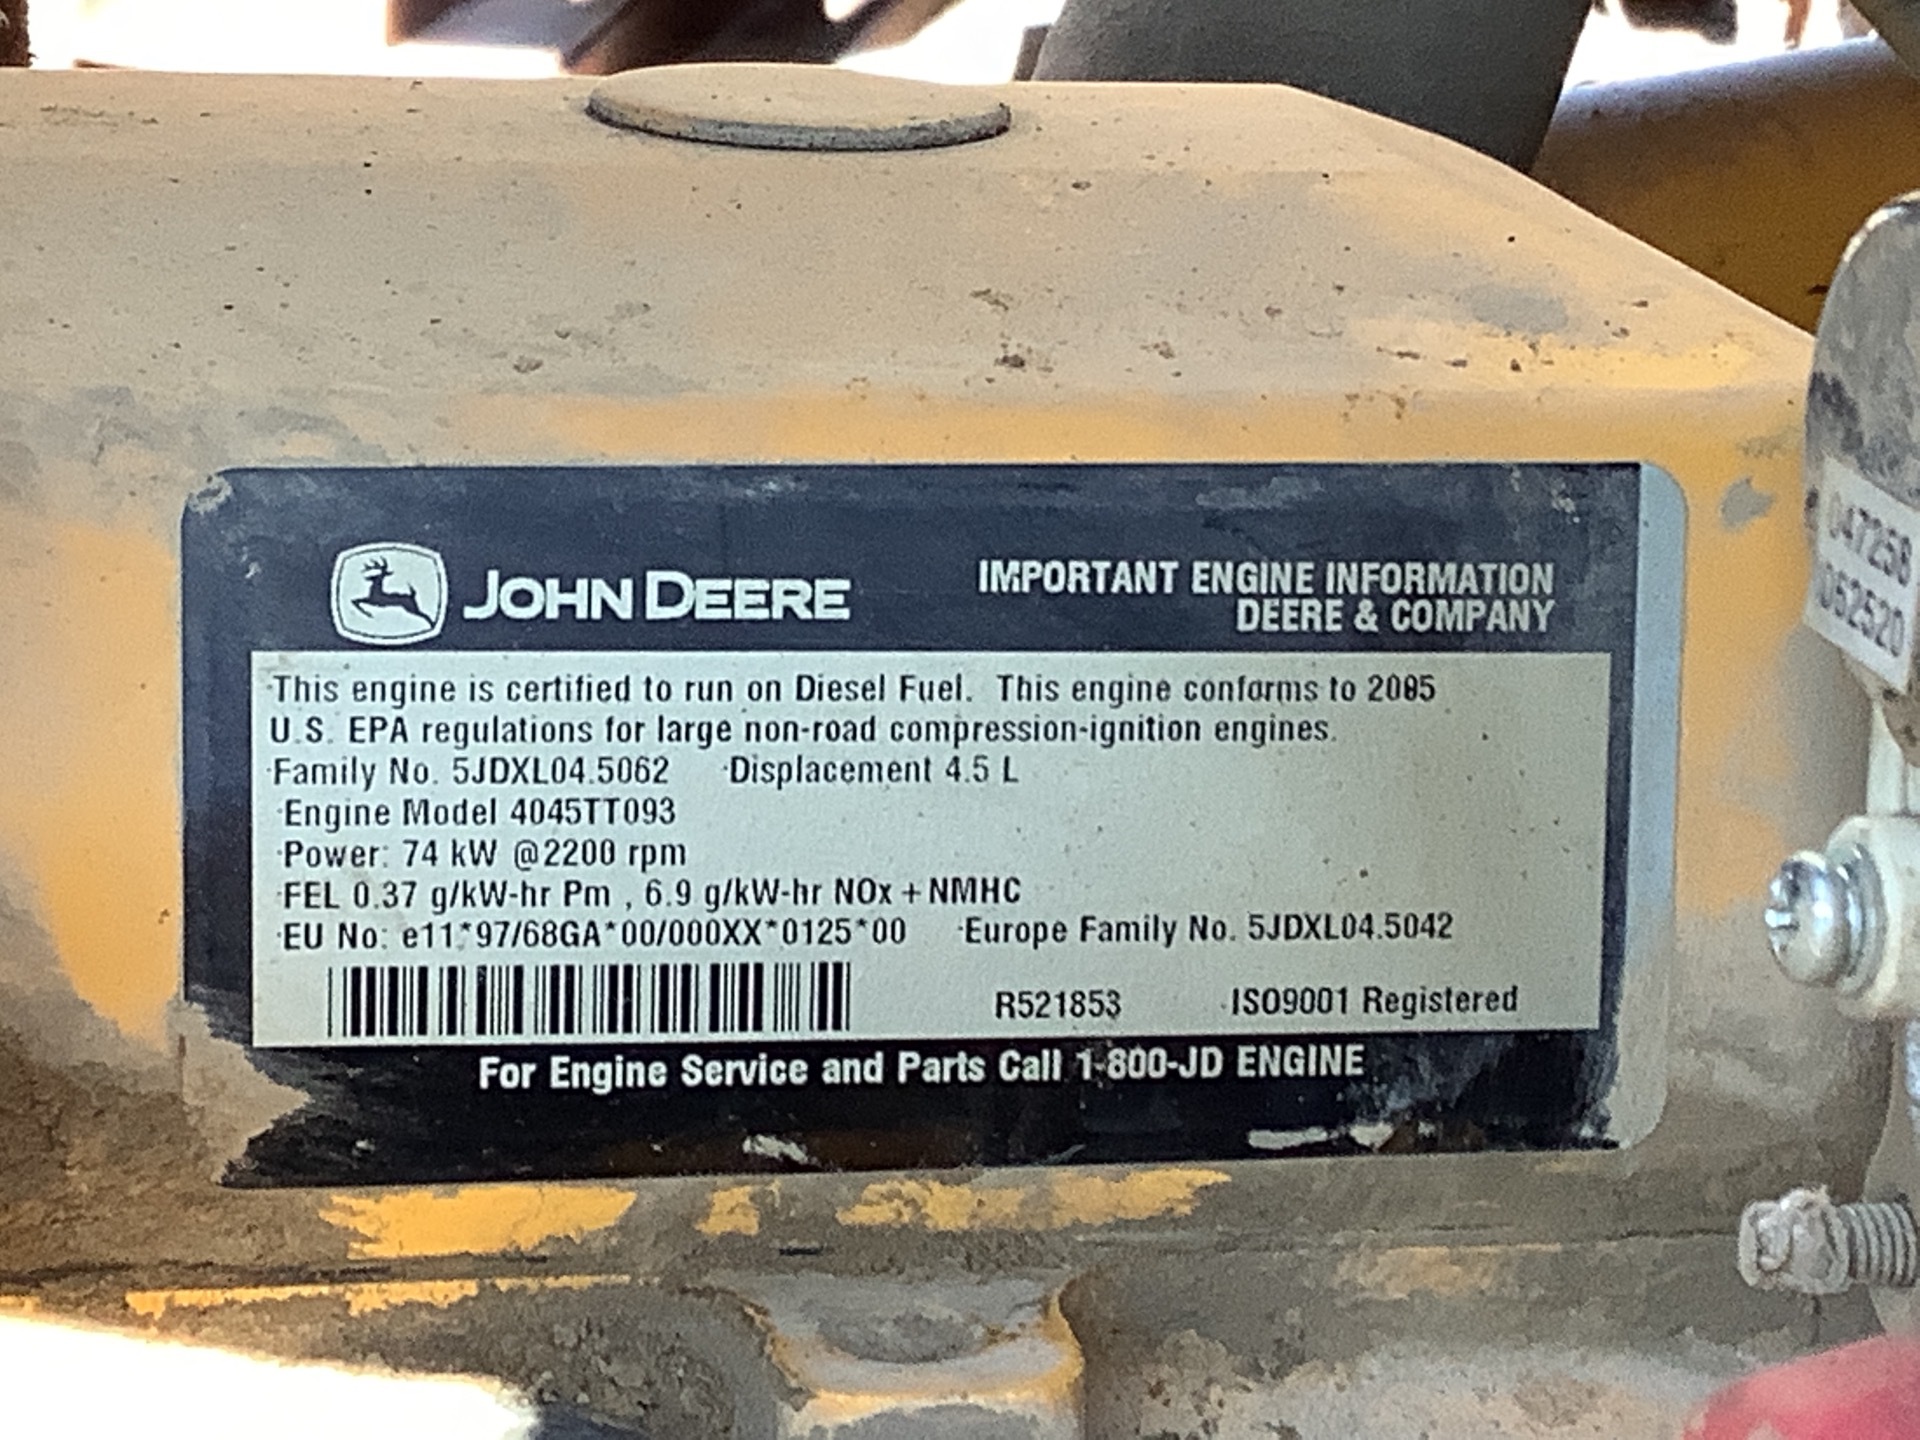 JOHN DEERE
IMPORTANT ENGINE INFORMATION
DEERE & COMPANY
This engine is certified to run on Diesel Fuel. This engine conforms to 2005
U.S. EPA regulations for large non-road compression-ignition engines.
Family No. 5JDXL04.5062 Displacement 4.5 L
Engine Model 4045TT093
Power: 74 kW @2200 rpm
FEL 0.37 g/kW-hr Pm , 6.9 g/kW-hr NOx + NMHC
EU No: e11*97/68GA*00/000XX*0125*00 Europe Family No. 5JDXL04.5042
R521853 ISO9001 Registered
For Engine Service and Parts Call 1-800-JD ENGINE